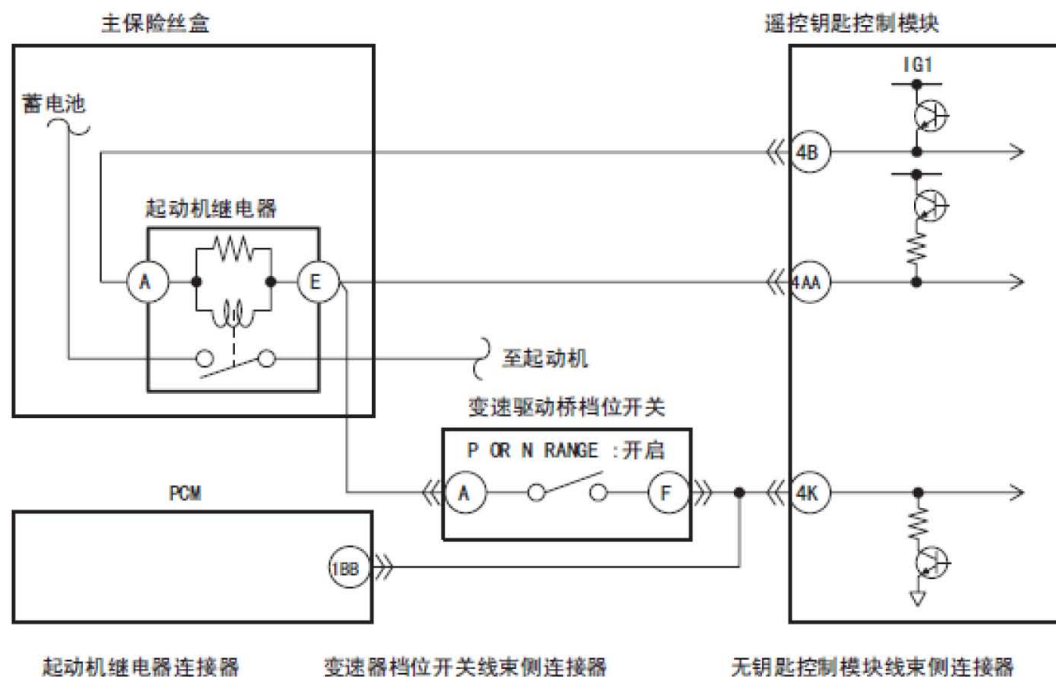 主保险丝盒
遥控钥匙控制模块
IG1
蓄电池
4B
起动机继电器
A
E
4AA
至起动机
变速驱动桥档位开关
P OR N RANGE :开启
A
F
4K
PCM
1BB
起动机继电器连接器
变速器档位开关线束侧连接器
无钥匙控制模块线束侧连接器